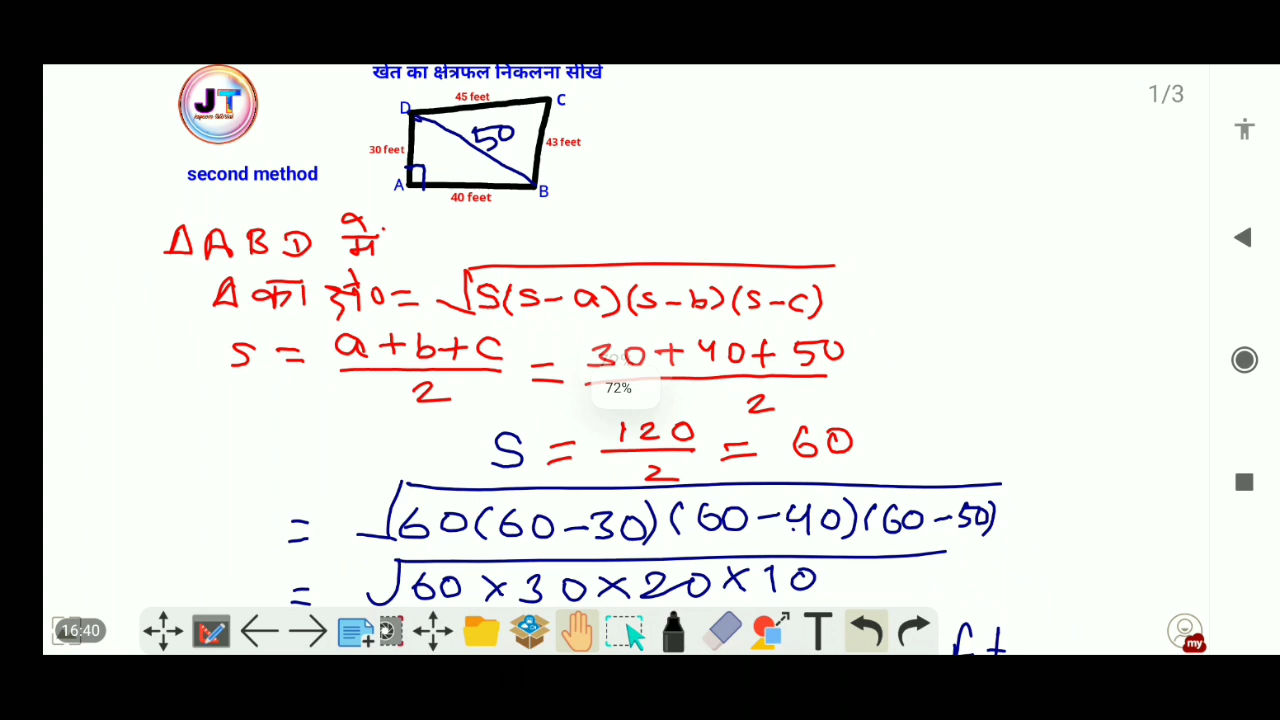 खेत का क्षेत्रफल निकलना सीखे
1/3
JT
45 feet
D
C
50
30 feet
43 feet
A
B
40 feet
second method
Δ A B D में
Δ का क्षे० = √S(s-a)(s-b)(s-c)
s = a+b+c/2 = 30+40+50/2
72%
S = 120/2 = 60
= √60(60-30)(60-40)(60-50)
= √60×30×20×10
16:40
T
my
ft